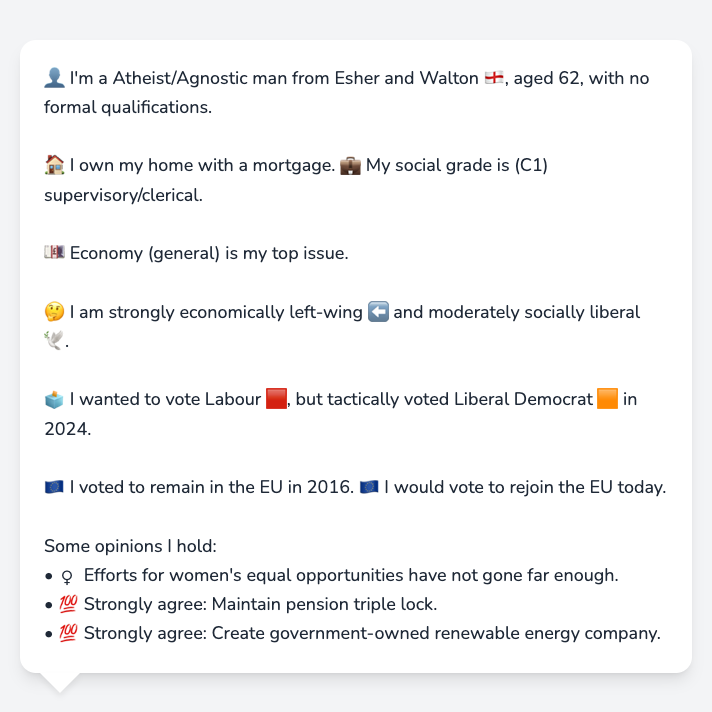 👤 I'm a Atheist/Agnostic man from Esher and Walton 🏴󠁧󠁢󠁥󠁮󠁧󠁿, aged 62, with no
formal qualifications.
🏠 I own my home with a mortgage. 💼 My social grade is (C1)
supervisory/clerical.
💷 Economy (general) is my top issue.
🤔 I am strongly economically left-wing ⬅️ and moderately socially liberal
🕊️.
🗳️ I wanted to vote Labour 🟥, but tactically voted Liberal Democrat 🟧 in
2024.
🇪🇺 I voted to remain in the EU in 2016. 🇪🇺 I would vote to rejoin the EU today.
Some opinions I hold:
• ♀ Efforts for women's equal opportunities have not gone far enough.
• 💯 Strongly agree: Maintain pension triple lock.
• 💯 Strongly agree: Create government-owned renewable energy company.